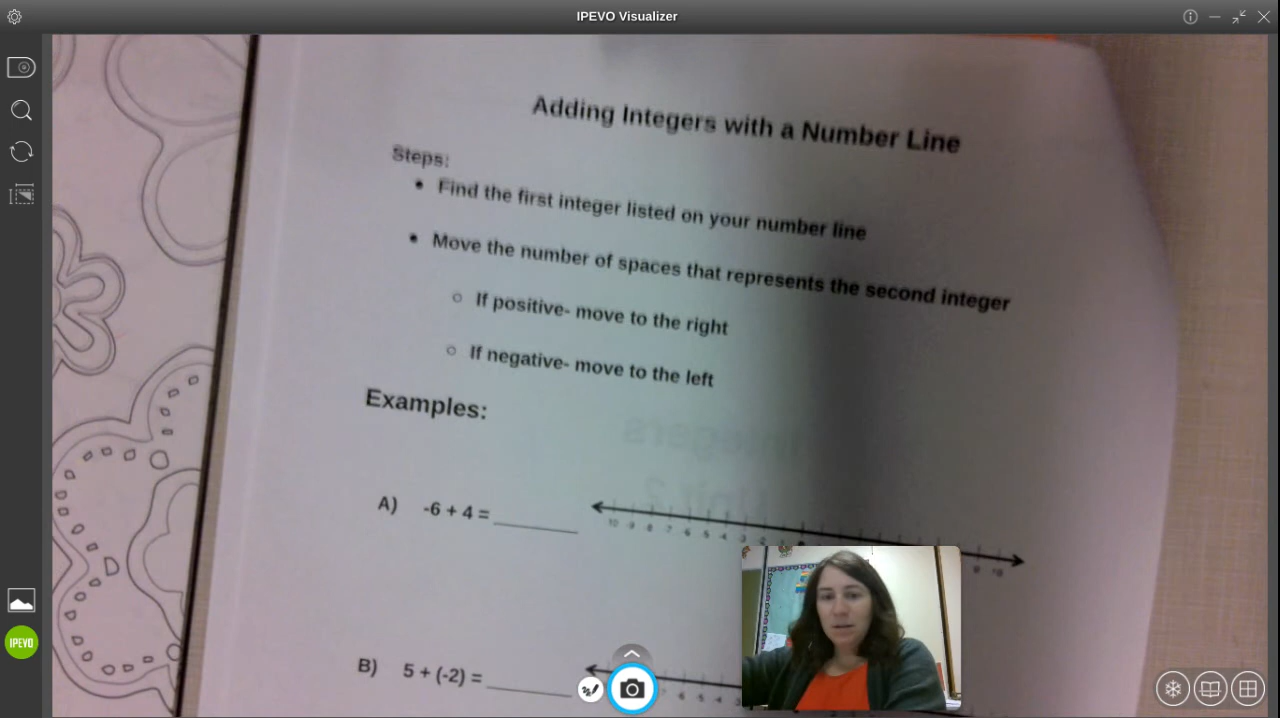 IPEVO Visualizer
Adding Integers with a Number Line
Steps:
• Find the first integer listed on your number line
• Move the number of spaces that represents the second integer
○ If positive- move to the right
○ If negative- move to the left
Examples:
A) -6 + 4 = ________
B) 5 + (-2) = ________
IPEVO